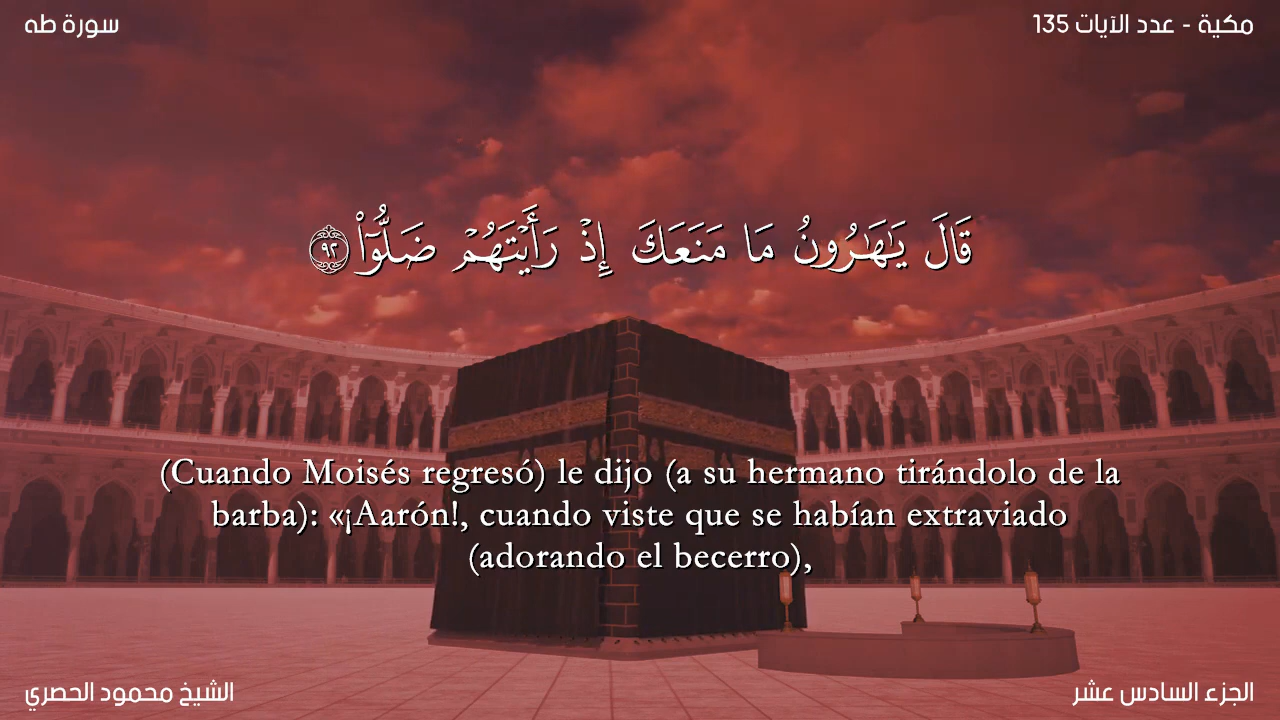 سورة طه
مكية - عدد الآيات 135
قَالَ يَٰهَٰرُونُ مَا مَنَعَكَ إِذۡ رَأَيۡتَهُمۡ ضَلُّوٓاْ ٩٢
(Cuando Moisés regresó) le dijo (a su hermano tirándolo de la
barba): «¡Aarón!, cuando viste que se habían extraviado
(adorando el becerro),
الشيخ محمود الحصري
الجزء السادس عشر